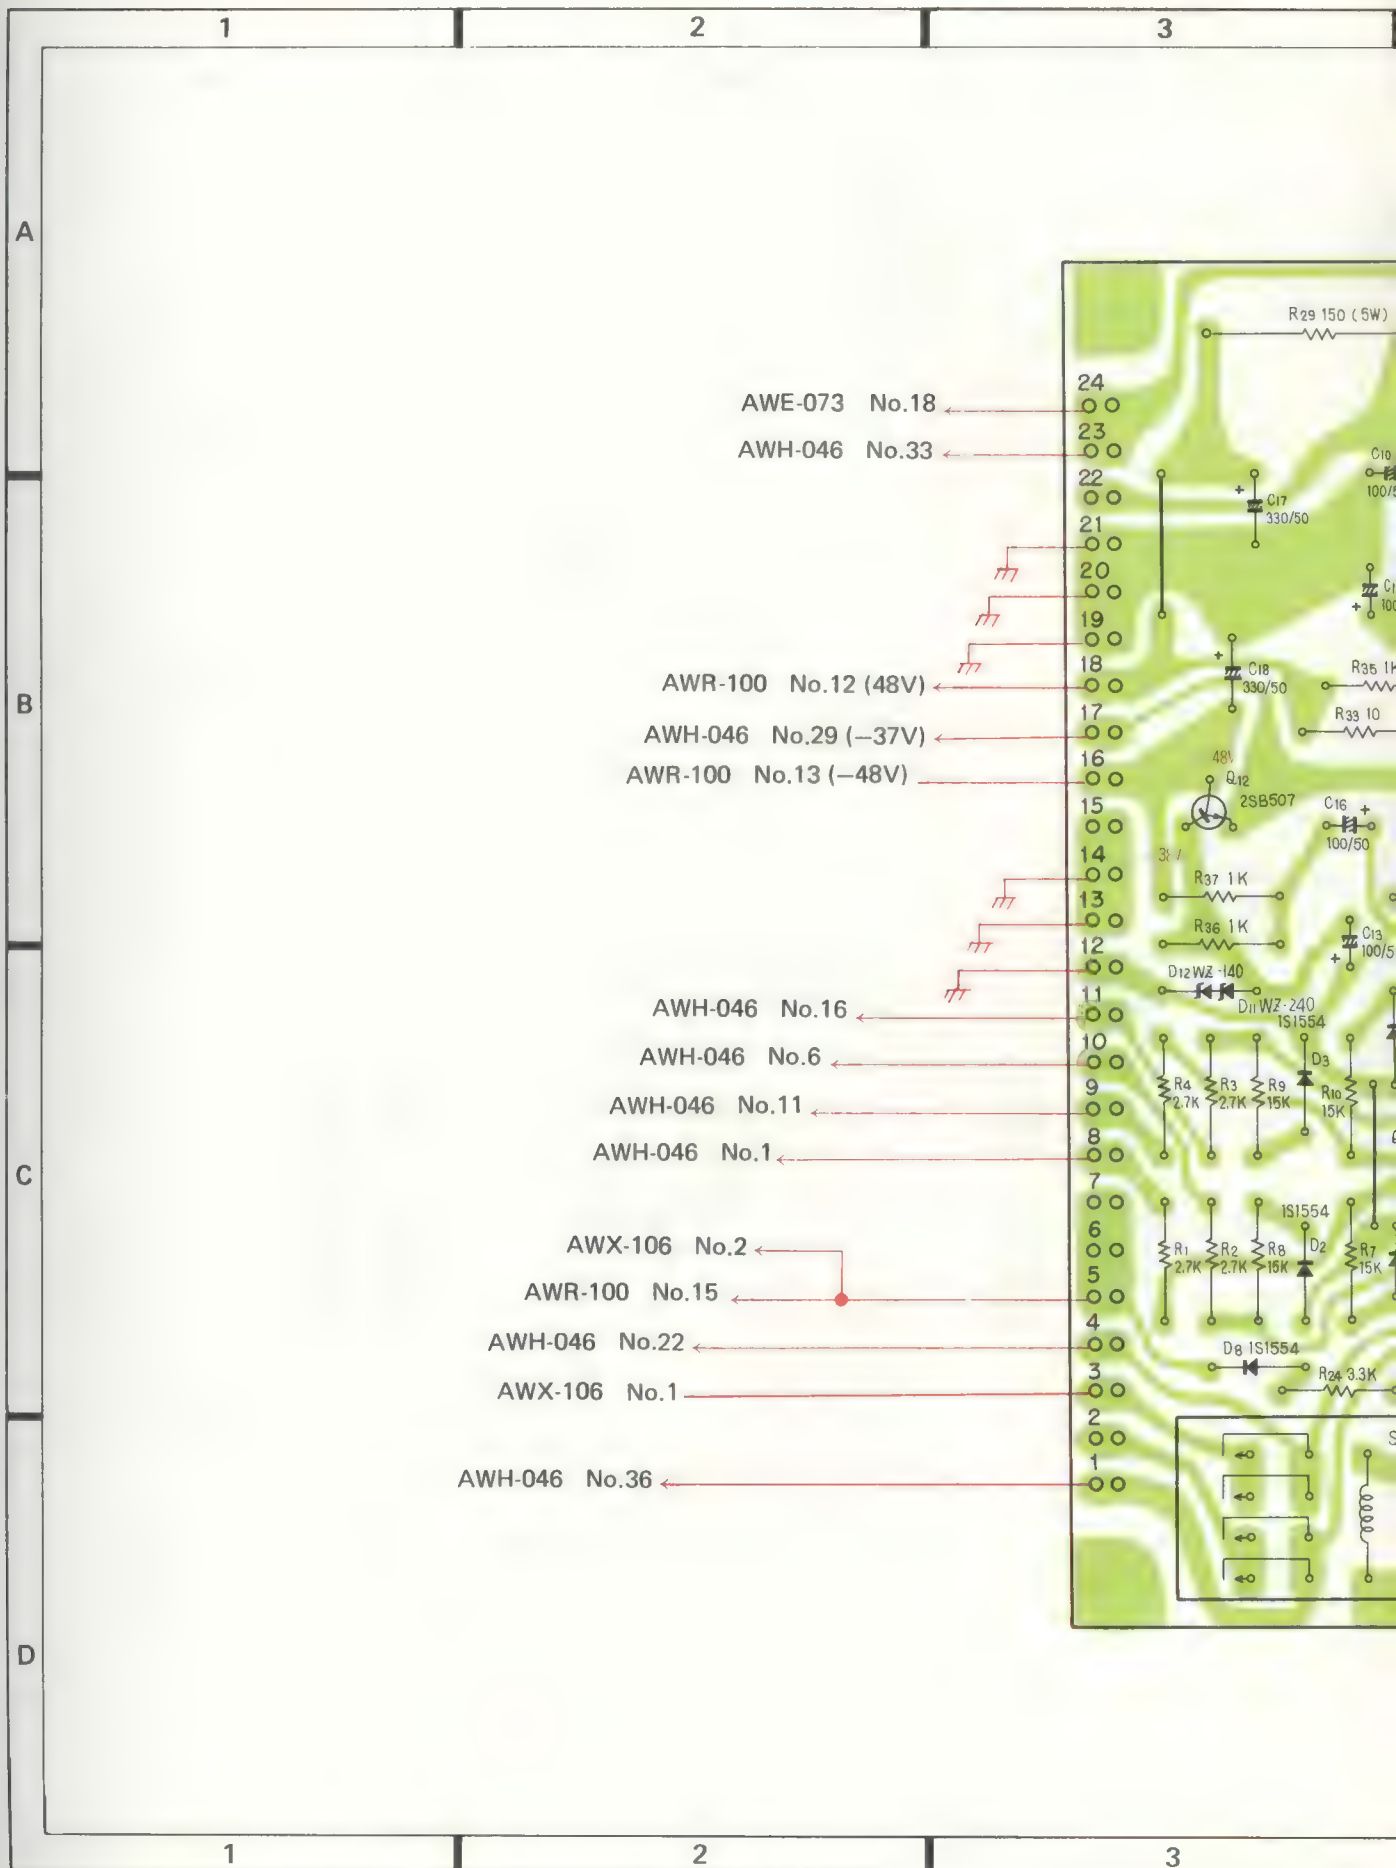 1 2 3
A
R29 150 (5W)
24
AWE-073 No.18
23
AWH-046 No.33
C10
22
C17
330/50
21
20
19
18
C18
330/50
R35 1K
AWR-100 No.12 (48V)
B
17
R33 10
AWH-046 No.29 (−37V)
16
48V
AWR-100 No.13 (−48V)
Q12
2SB507
15
C16
+
100/50
14
R37 1K
13
R36 1K
C13
12
D12 WZ-140
11
D11 WZ-240
AWH-046 No.16
1S1554
10
AWH-046 No.6
D3
9
R4
2.7K
R3
2.7K
R9
15K
R10
15K
AWH-046 No.11
8
AWH-046 No.1
C
7
1S1554
6
AWX-106 No.2
R1
2.7K
R2
2.7K
R8
15K
D2
R7
15K
5
AWR-100 No.15
4
AWH-046 No.22
D8 1S1554
3
R24 3.3K
AWX-106 No.1
2
1
AWH-046 No.36
D
1 2 3